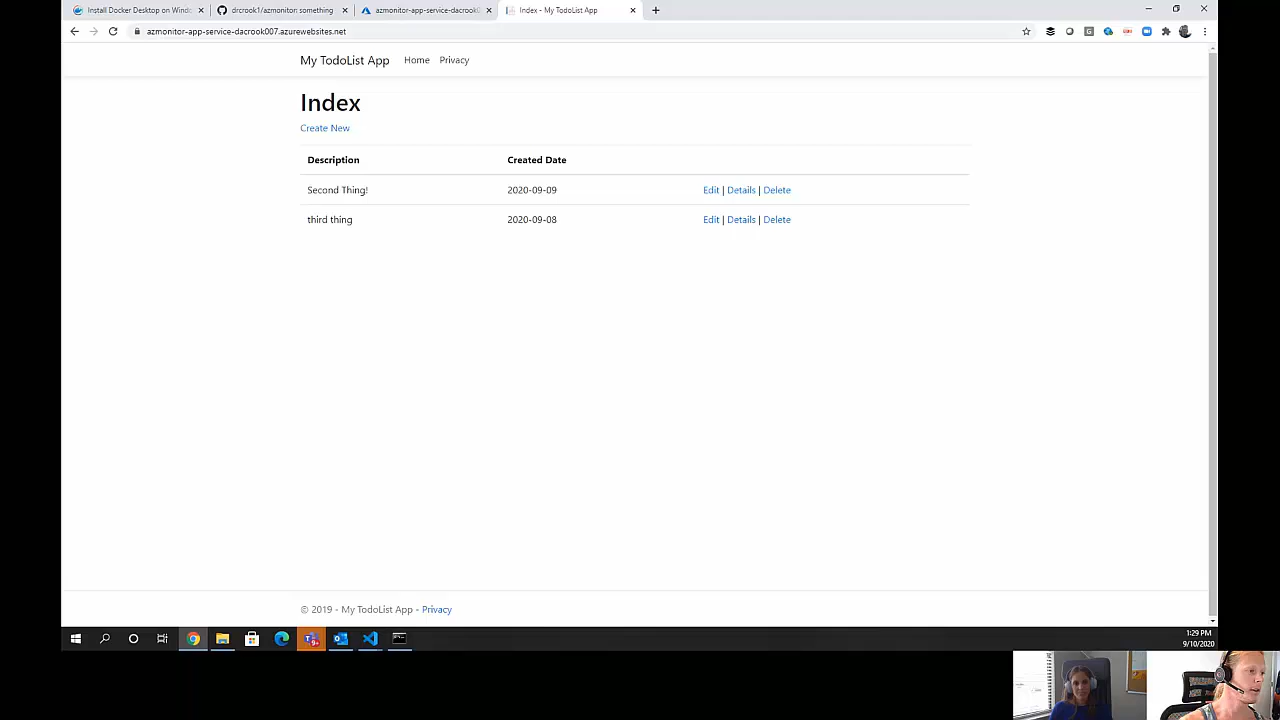 Install Docker Desktop on Windo
drcrook1/azmonitor: something
azmonitor-app-service-dacrook0
Index - My TodoList App
azmonitor-app-service-dacrook007.azurewebsites.net
My TodoList App Home Privacy
Index
Create New
Description Created Date
Second Thing! 2020-09-09 Edit | Details | Delete
third thing 2020-09-08 Edit | Details | Delete
© 2019 - My TodoList App - Privacy
9+
1:29 PM
9/10/2020